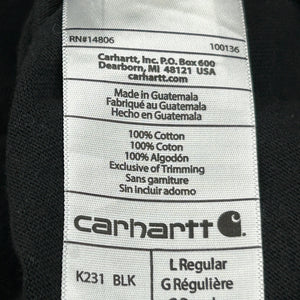 RN#14806 100136
Carhartt, Inc. P.O. Box 600
Dearborn, MI 48121 USA
carhartt.com
Made in Guatemala
Fabriqué au Guatemala
Hecho en Guatemala
100% Cotton
100% Coton
100% Algodón
Exclusive of Trimming
Sans garniture
Sin incluir adorno
carhartt
K231 BLK
L Regular
G Régulière